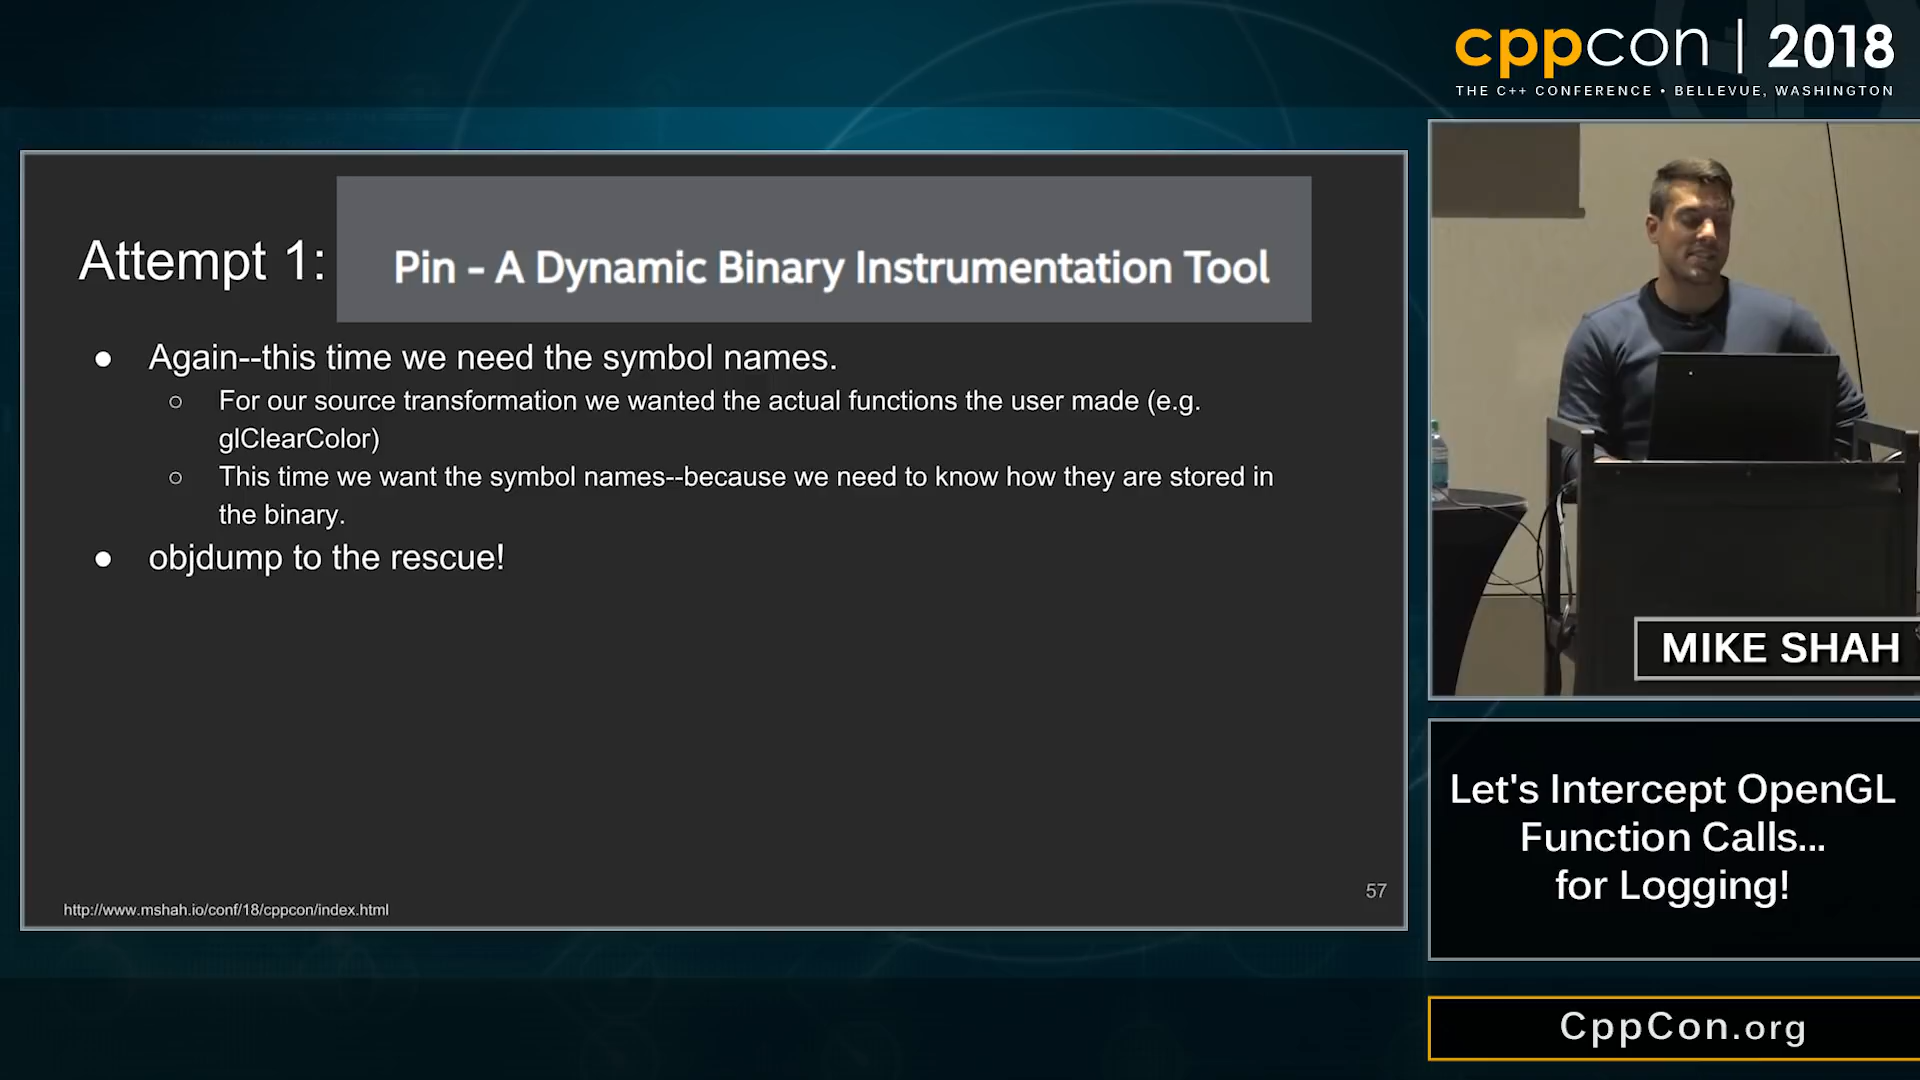 cppcon | 2018
THE C++ CONFERENCE • BELLEVUE, WASHINGTON
Attempt 1:
Pin - A Dynamic Binary Instrumentation Tool
● Again--this time we need the symbol names.
○ For our source transformation we wanted the actual functions the user made (e.g.
glClearColor)
○ This time we want the symbol names--because we need to know how they are stored in
the binary.
● objdump to the rescue!
http://www.mshah.io/conf/18/cppcon/index.html
57
MIKE SHAH
Let's Intercept OpenGL
Function Calls...
for Logging!
CppCon.org